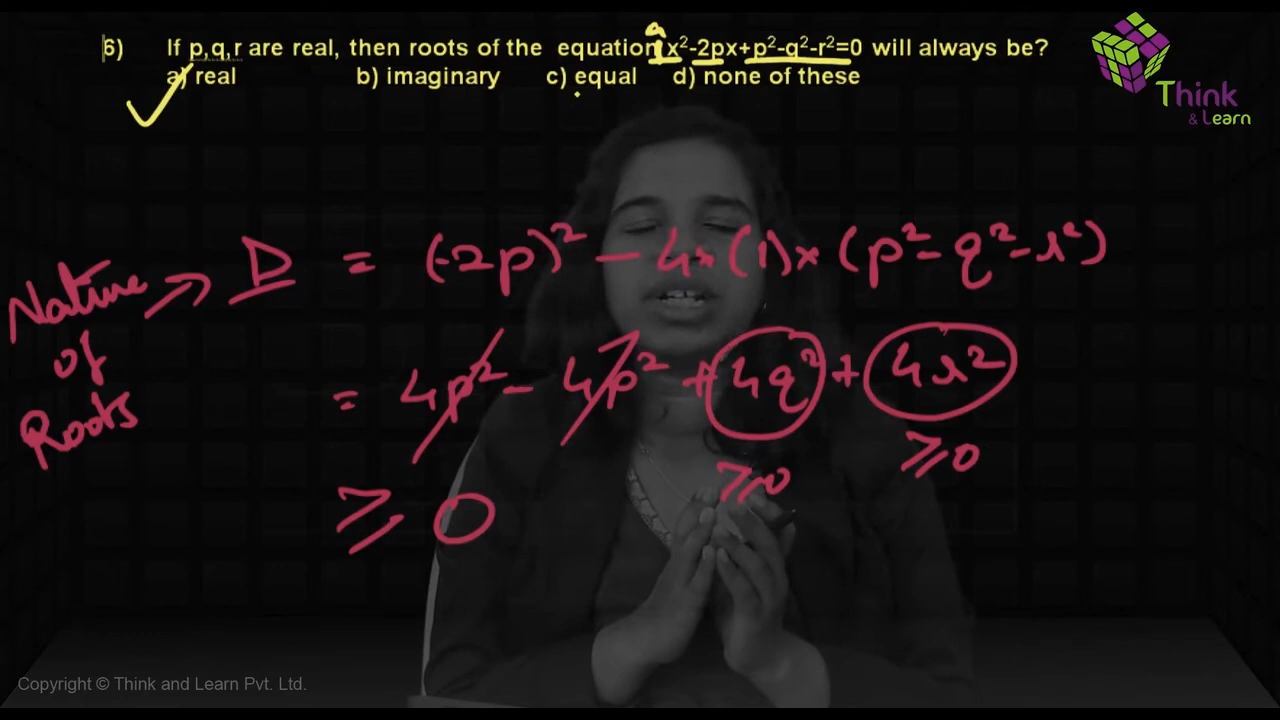 6) If p,q,r are real, then roots of the equation 1x²-2px+p²-q²-r²=0 will always be?
a
a) real b) imaginary c) equal d) none of these
Think
& Learn
Nature
of
Roots
D = (-2p)² - 4×(1)×(p²-q²-r²)
= 4p² - 4p² + 4q² + 4r²
≥0 ≥0
≥ 0
Copyright © Think and Learn Pvt. Ltd.